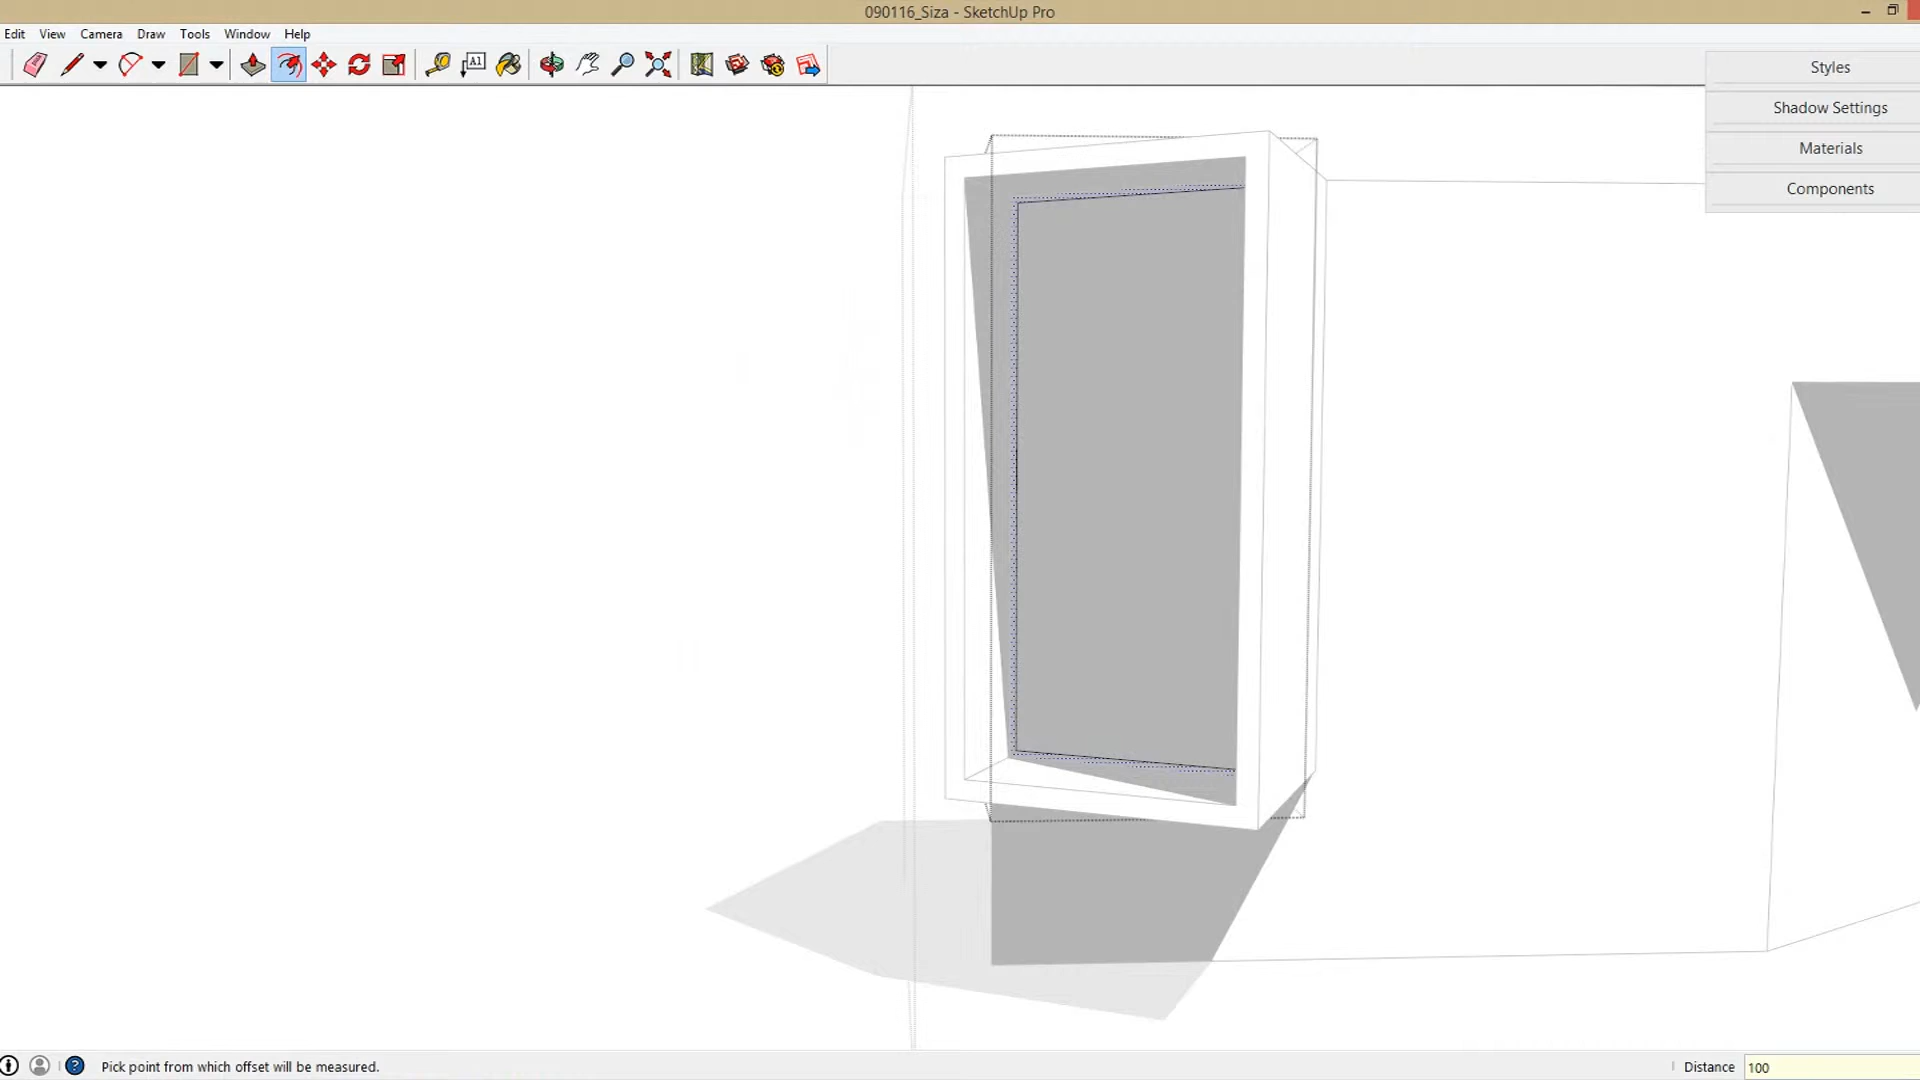 090116_Siza - SketchUp Pro
Edit View Camera Draw Tools Window Help
A1
Styles
Shadow Settings
Materials
Components
Pick point from which offset will be measured.
Distance 100